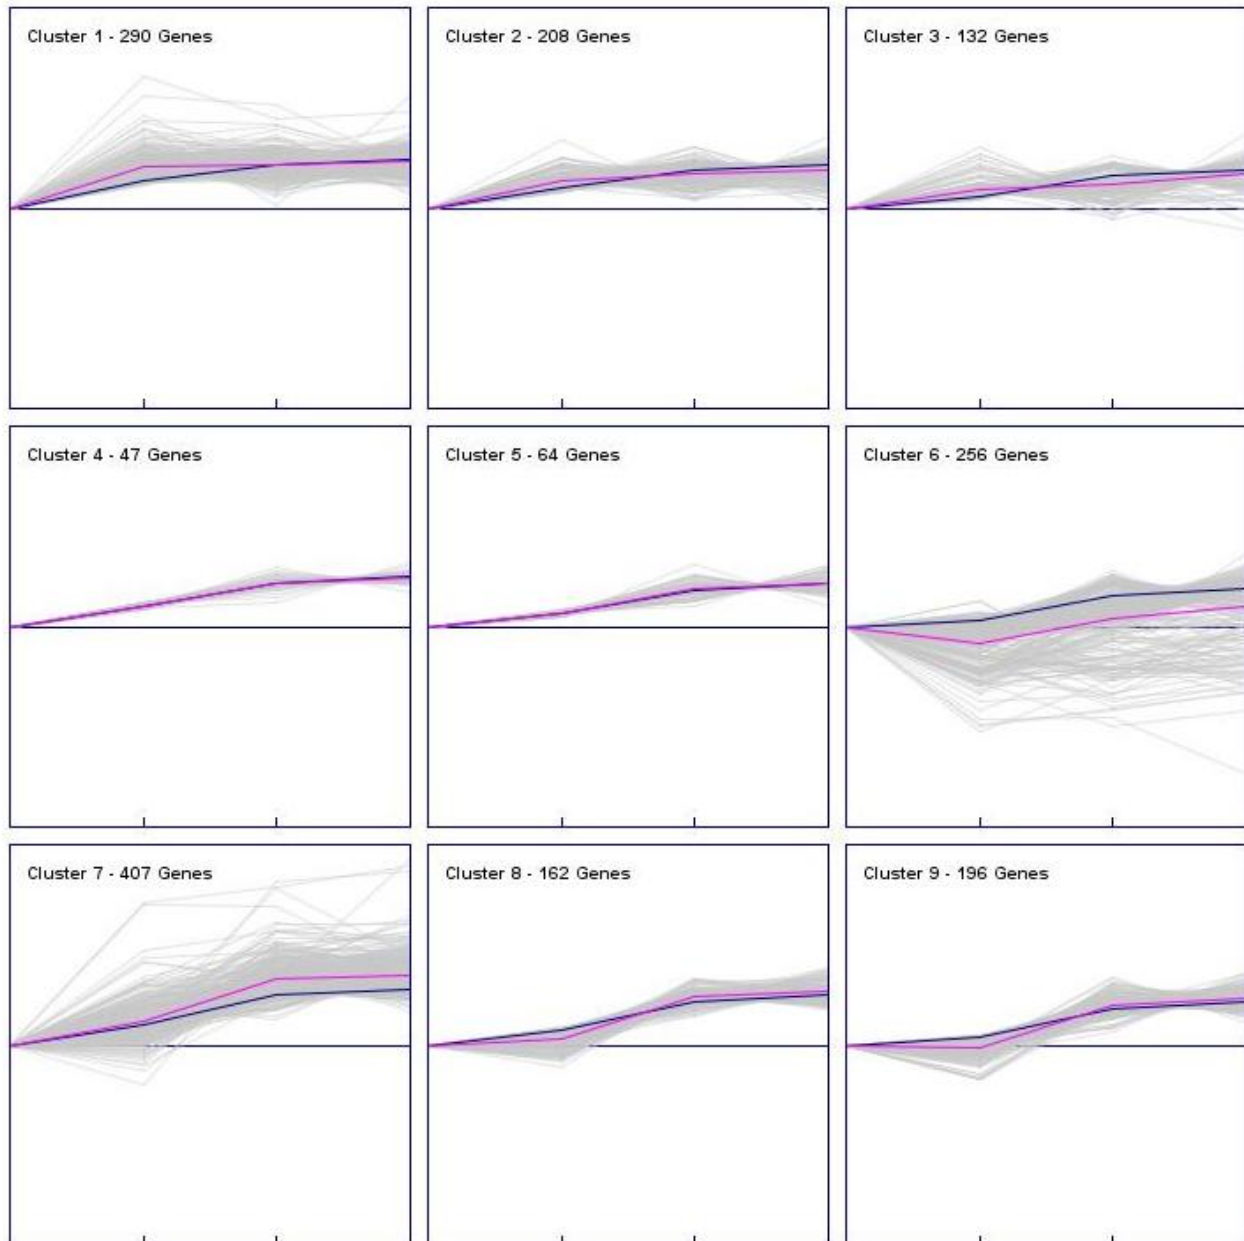 Cluster 1 - 290 Genes
Cluster 2 - 208 Genes
Cluster 3 - 132 Genes
Cluster 4 - 47 Genes
Cluster 5 - 64 Genes
Cluster 6 - 256 Genes
Cluster 7 - 407 Genes
Cluster 8 - 162 Genes
Cluster 9 - 196 Genes